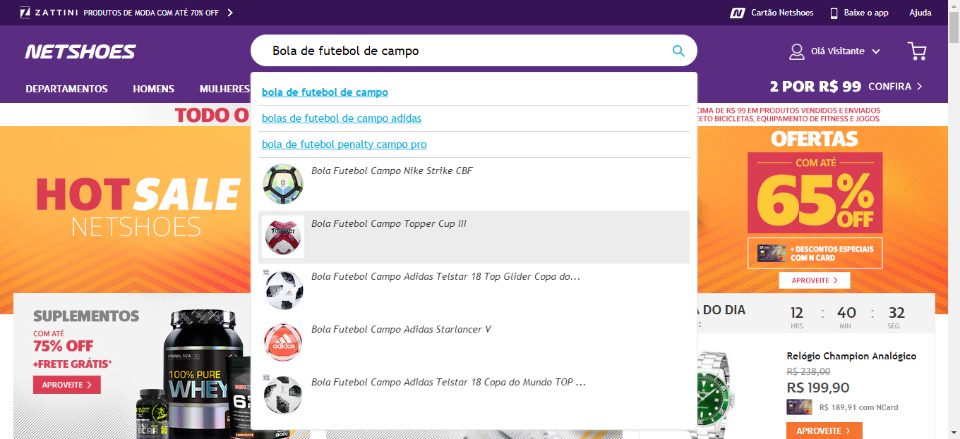 ZATTINI PRODUTOS DE MODA COM ATÉ 70% OFF
Cartão Netshoes
Baixe o app
Ajuda
NETSHOES
Bola de futebol de campo
Olá Visitante
DEPARTAMENTOS
HOMENS
MULHERES
2 POR R$ 99 CONFIRA
bola de futebol de campo
bolas de futebol de campo adidas
bola de futebol penalty campo pro
Bola Futebol Campo Nike Strike CBF
Bola Futebol Campo Topper Cup III
Bola Futebol Campo Adidas Telstar 18 Top Glider Copa do...
Bola Futebol Campo Adidas Starlancer V
Bola Futebol Campo Adidas Telstar 18 Copa do Mundo TOP ...
TODO O
CIMA DE R$ 99 EM PRODUTOS VENDIDOS E ENVIADOS
CETO BICICLETAS, EQUIPAMENTO DE FITNESS E JOGOS.
HOT SALE
NETSHOES
OFERTAS
COM ATÉ
65% OFF
+ DESCONTOS ESPECIAIS
COM N CARD
APROVEITE
SUPLEMENTOS
COM ATÉ
75% OFF
+FRETE GRÁTIS*
APROVEITE
100% PURE
WHEY
A DO DIA
12 : 40 : 32
HRS MIN SEG
Relógio Champion Analógico
R$ 238,00
R$ 199,90
R$ 189,91 com NCard
APROVEITE